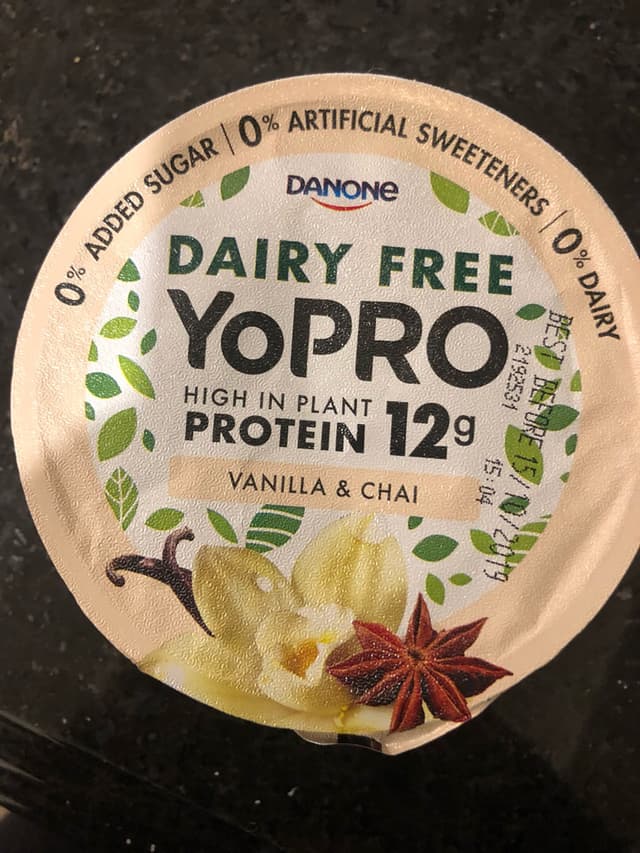 0% ADDED SUGAR | 0% ARTIFICIAL SWEETENERS | 0% DAIRY
DANONE
DAIRY FREE
YoPRO
HIGH IN PLANT
PROTEIN 12g
VANILLA & CHAI
BEST BEFORE 15/10/2019
2192531 15:04